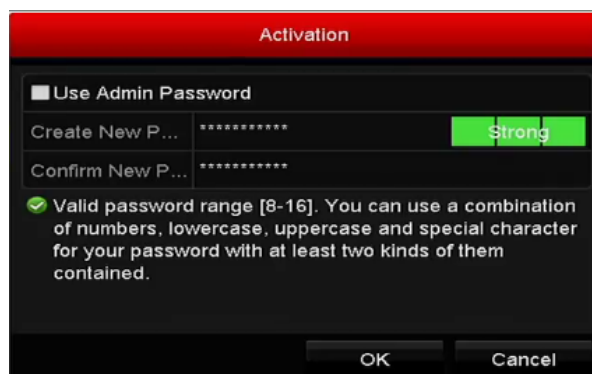 Activation
Use Admin Password
Create New P... *********** Strong
Confirm New P... ***********
Valid password range [8-16]. You can use a combination
of numbers, lowercase, uppercase and special character
for your password with at least two kinds of them
contained.
OK Cancel